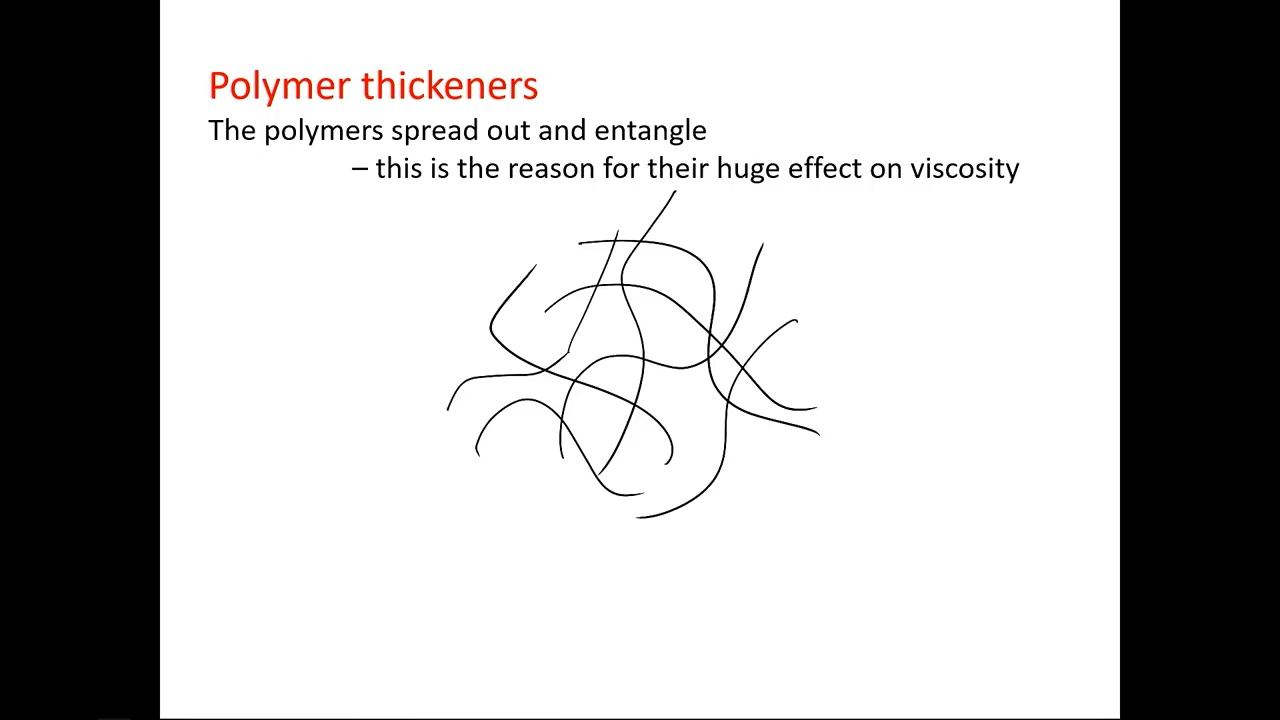 Polymer thickeners
The polymers spread out and entangle
– this is the reason for their huge effect on viscosity